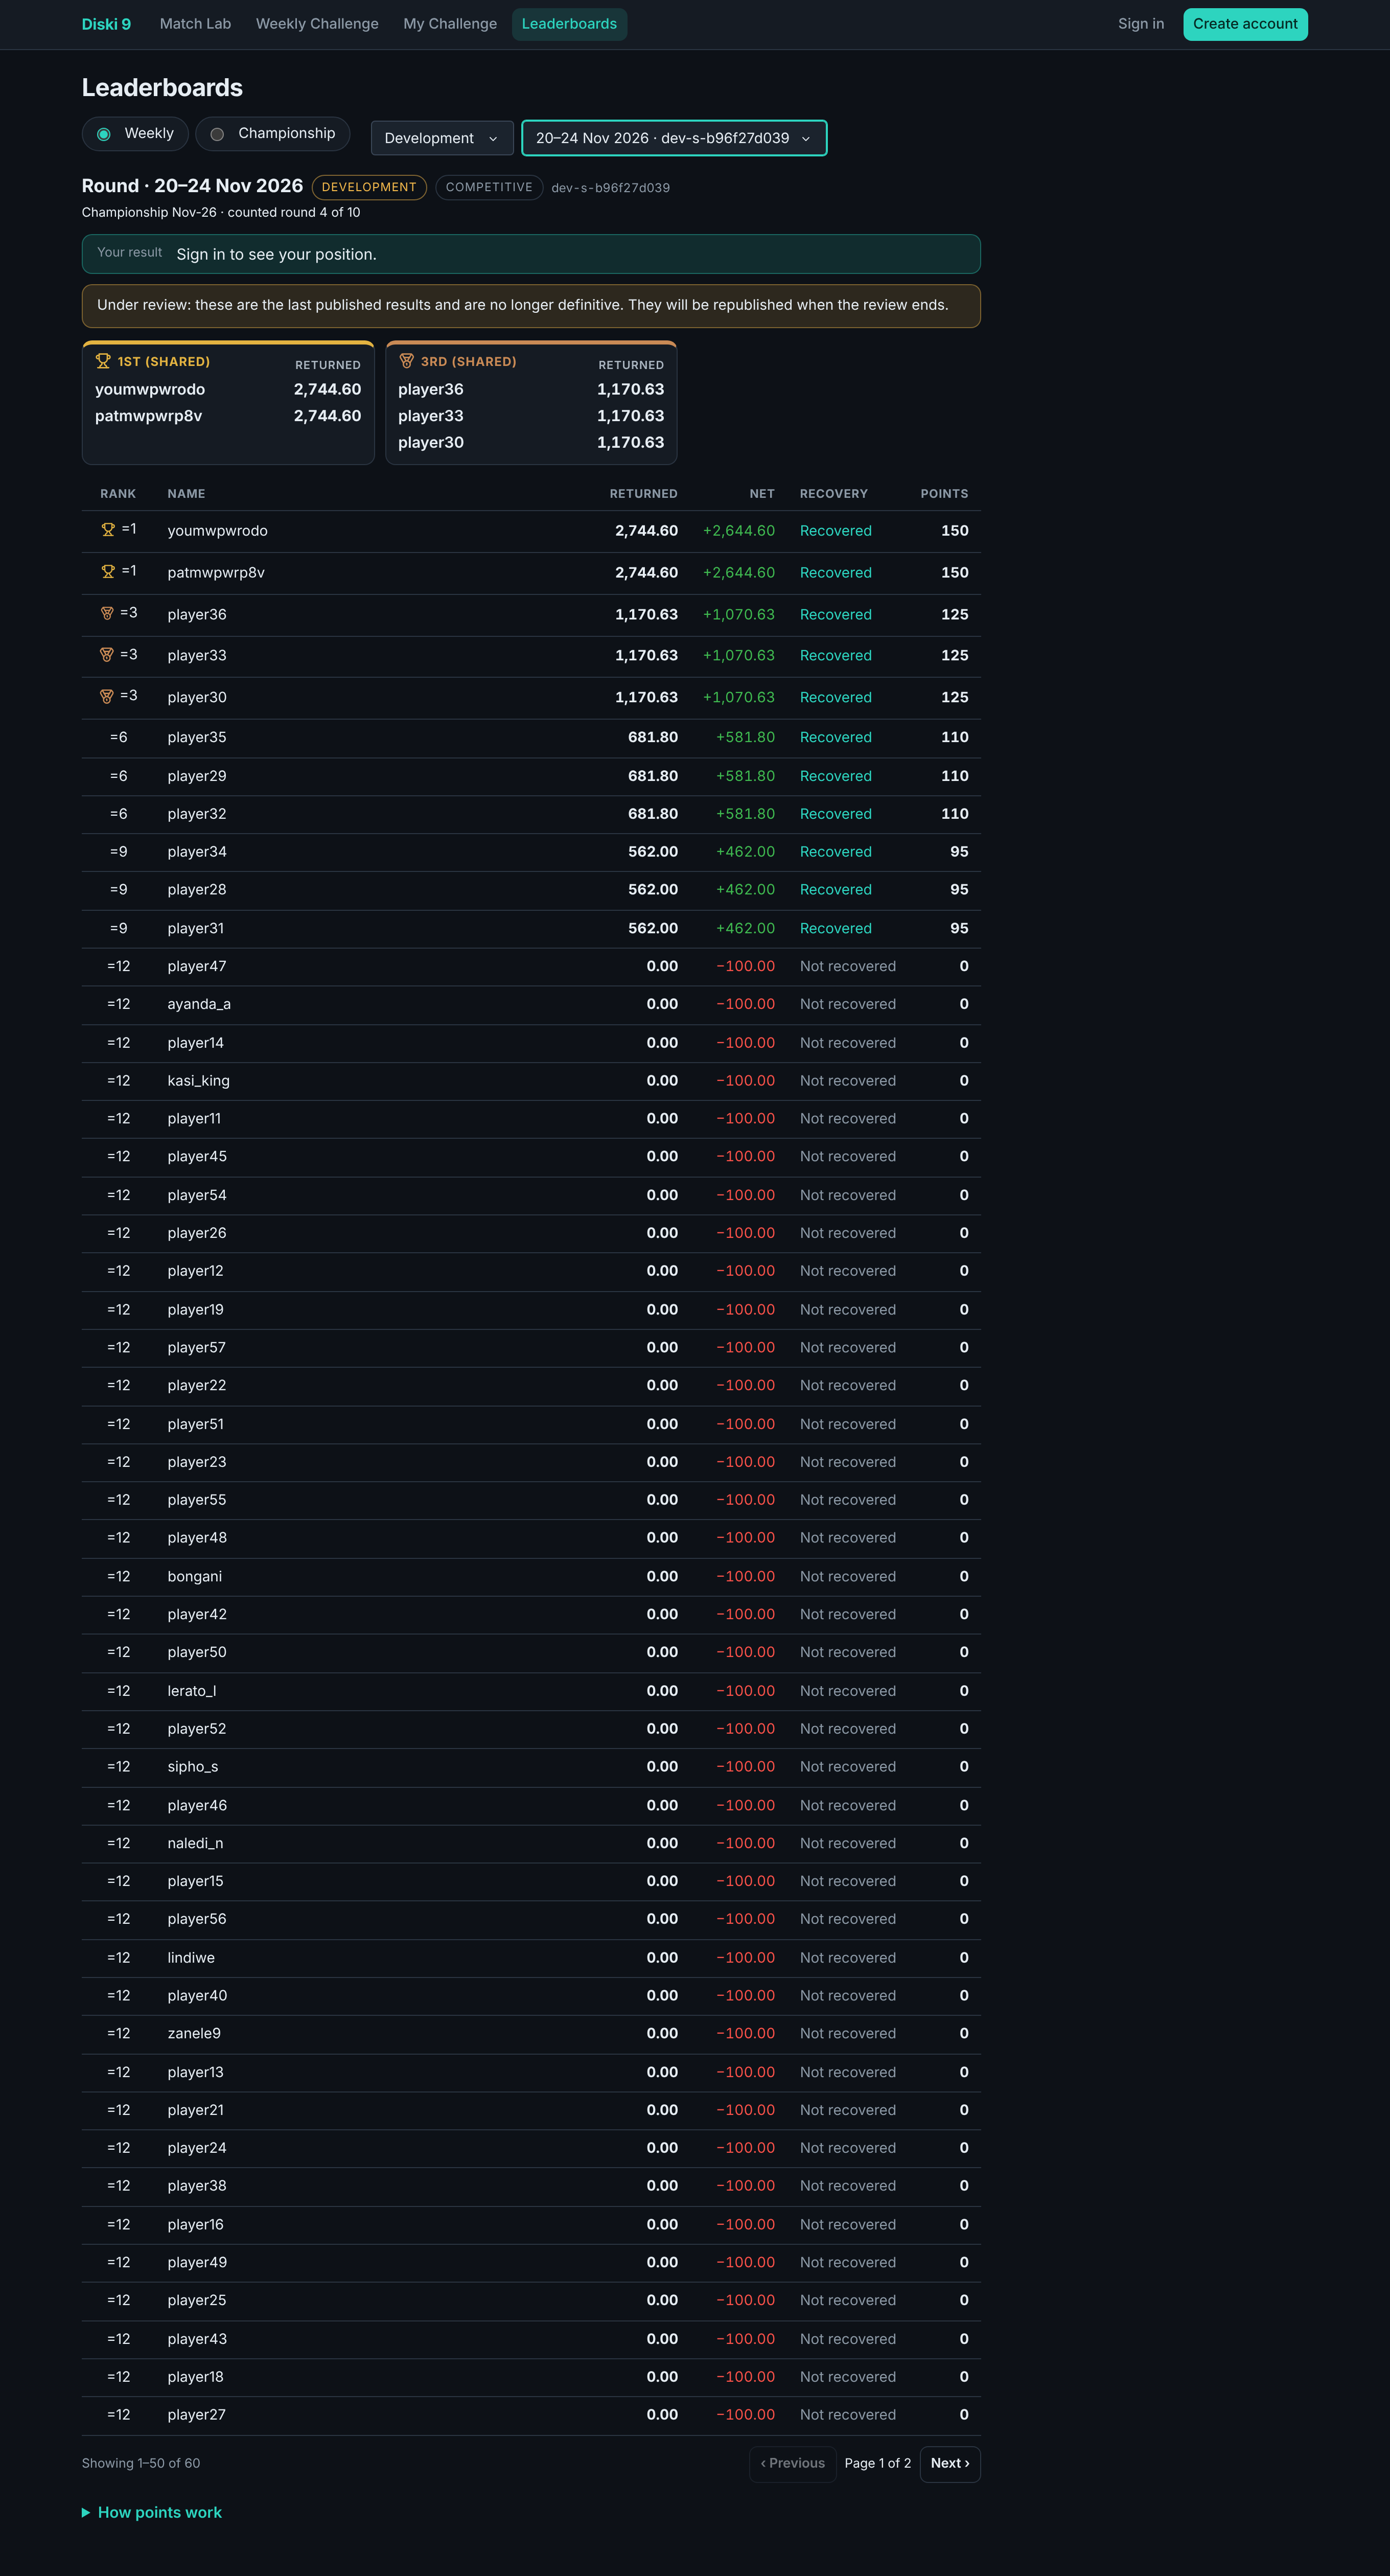 Diski 9 Match Lab Weekly Challenge My Challenge Leaderboards Sign in Create account
Leaderboards
Weekly Championship Development 20–24 Nov 2026 · dev-s-b96f27d039
Round · 20–24 Nov 2026 DEVELOPMENT COMPETITIVE dev-s-b96f27d039
Championship Nov-26 · counted round 4 of 10
Your result Sign in to see your position.
Under review: these are the last published results and are no longer definitive. They will be republished when the review ends.
1ST (SHARED) RETURNED
youmwpwrodo 2,744.60
patmwpwrp8v 2,744.60
3RD (SHARED) RETURNED
player36 1,170.63
player33 1,170.63
player30 1,170.63
RANK NAME RETURNED NET RECOVERY POINTS
=1 youmwpwrodo 2,744.60 +2,644.60 Recovered 150
=1 patmwpwrp8v 2,744.60 +2,644.60 Recovered 150
=3 player36 1,170.63 +1,070.63 Recovered 125
=3 player33 1,170.63 +1,070.63 Recovered 125
=3 player30 1,170.63 +1,070.63 Recovered 125
=6 player35 681.80 +581.80 Recovered 110
=6 player29 681.80 +581.80 Recovered 110
=6 player32 681.80 +581.80 Recovered 110
=9 player34 562.00 +462.00 Recovered 95
=9 player28 562.00 +462.00 Recovered 95
=9 player31 562.00 +462.00 Recovered 95
=12 player47 0.00 −100.00 Not recovered 0
=12 ayanda_a 0.00 −100.00 Not recovered 0
=12 player14 0.00 −100.00 Not recovered 0
=12 kasi_king 0.00 −100.00 Not recovered 0
=12 player11 0.00 −100.00 Not recovered 0
=12 player45 0.00 −100.00 Not recovered 0
=12 player54 0.00 −100.00 Not recovered 0
=12 player26 0.00 −100.00 Not recovered 0
=12 player12 0.00 −100.00 Not recovered 0
=12 player19 0.00 −100.00 Not recovered 0
=12 player57 0.00 −100.00 Not recovered 0
=12 player22 0.00 −100.00 Not recovered 0
=12 player51 0.00 −100.00 Not recovered 0
=12 player23 0.00 −100.00 Not recovered 0
=12 player55 0.00 −100.00 Not recovered 0
=12 player48 0.00 −100.00 Not recovered 0
=12 bongani 0.00 −100.00 Not recovered 0
=12 player42 0.00 −100.00 Not recovered 0
=12 player50 0.00 −100.00 Not recovered 0
=12 lerato_l 0.00 −100.00 Not recovered 0
=12 player52 0.00 −100.00 Not recovered 0
=12 sipho_s 0.00 −100.00 Not recovered 0
=12 player46 0.00 −100.00 Not recovered 0
=12 naledi_n 0.00 −100.00 Not recovered 0
=12 player15 0.00 −100.00 Not recovered 0
=12 player56 0.00 −100.00 Not recovered 0
=12 lindiwe 0.00 −100.00 Not recovered 0
=12 player40 0.00 −100.00 Not recovered 0
=12 zanele9 0.00 −100.00 Not recovered 0
=12 player13 0.00 −100.00 Not recovered 0
=12 player21 0.00 −100.00 Not recovered 0
=12 player24 0.00 −100.00 Not recovered 0
=12 player38 0.00 −100.00 Not recovered 0
=12 player16 0.00 −100.00 Not recovered 0
=12 player49 0.00 −100.00 Not recovered 0
=12 player25 0.00 −100.00 Not recovered 0
=12 player43 0.00 −100.00 Not recovered 0
=12 player18 0.00 −100.00 Not recovered 0
=12 player27 0.00 −100.00 Not recovered 0
Showing 1–50 of 60 ‹ Previous Page 1 of 2 Next ›
How points work